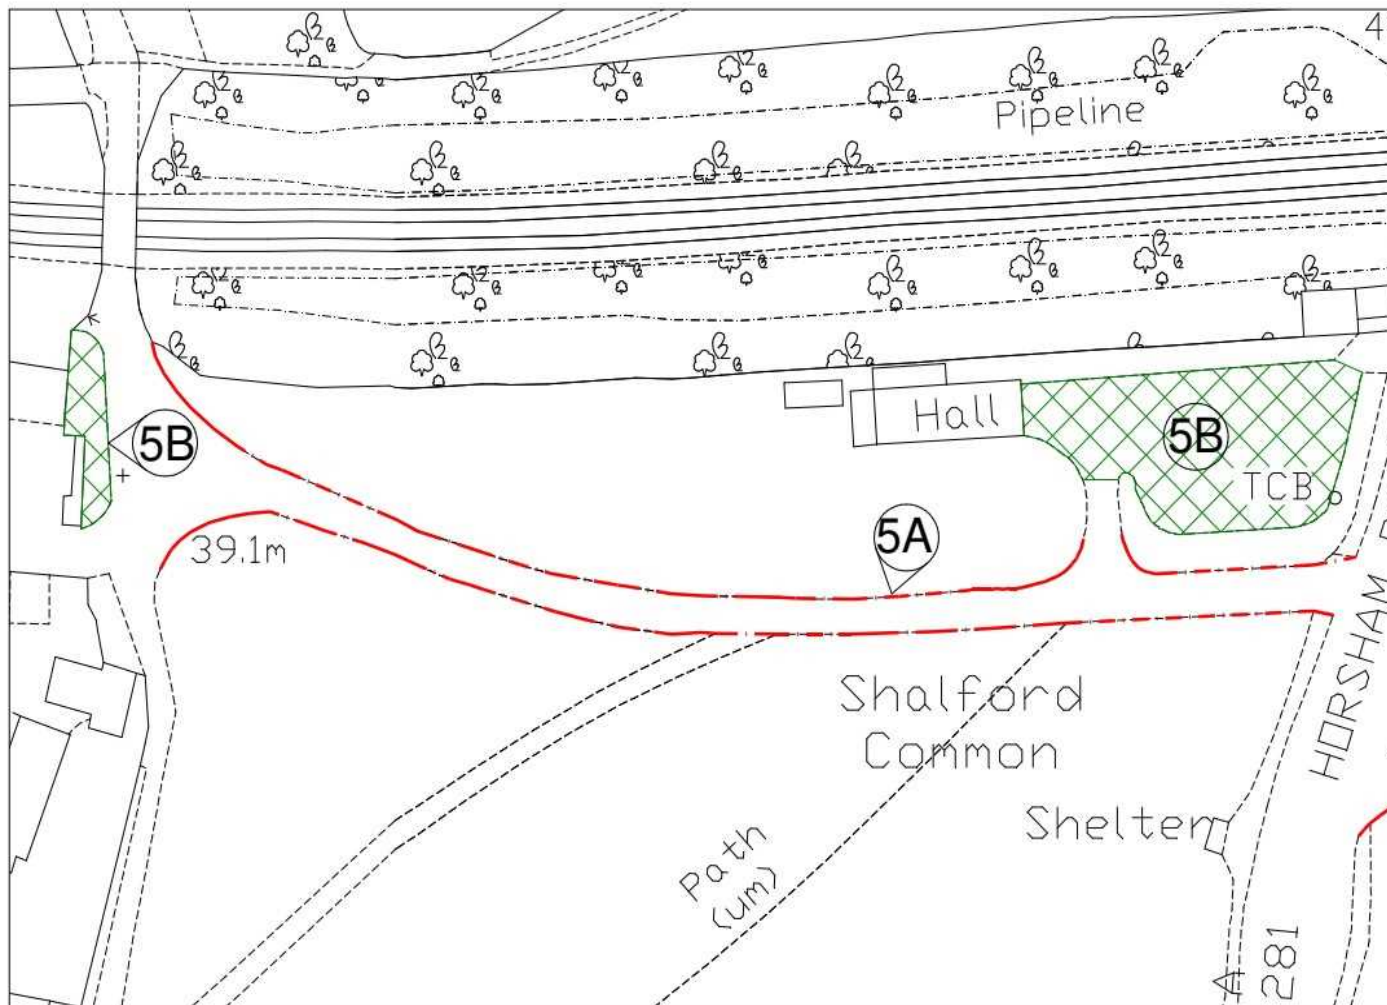 4
Pipeline
Hall
5B
5B
TCB
5A
39.1m
HORSHAM
Shalford
Common
Shelter
Path
(um)
A 281